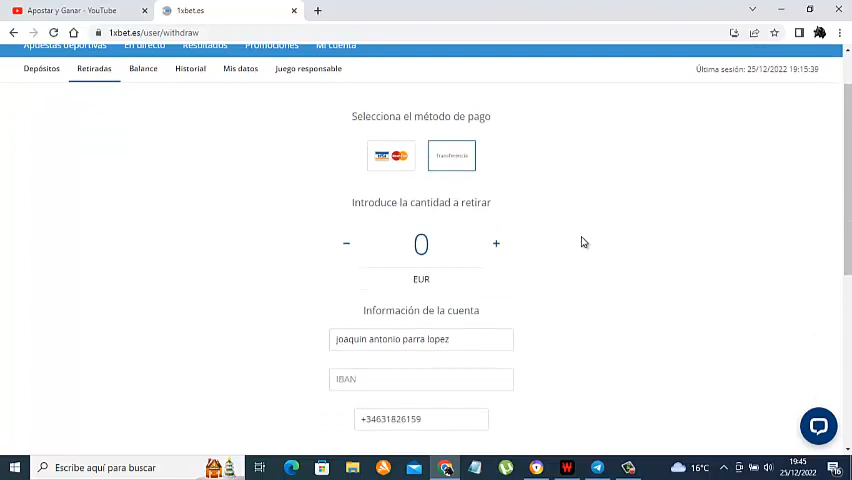 Apostar y Ganar - YouTube
1xbet.es
1xbet.es/user/withdraw
Apuestas deportivas En directo Resultados Promociones Mi cuenta
Depósitos Retiradas Balance Historial Mis datos Juego responsable Última sesión: 25/12/2022 19:15:39
Selecciona el método de pago
VISA MasterCard Transferencia
Introduce la cantidad a retirar
− 0 +
EUR
Información de la cuenta
joaquin antonio parra lopez
IBAN
+34631826159
Escribe aquí para buscar
16°C
19:45
25/12/2022
16